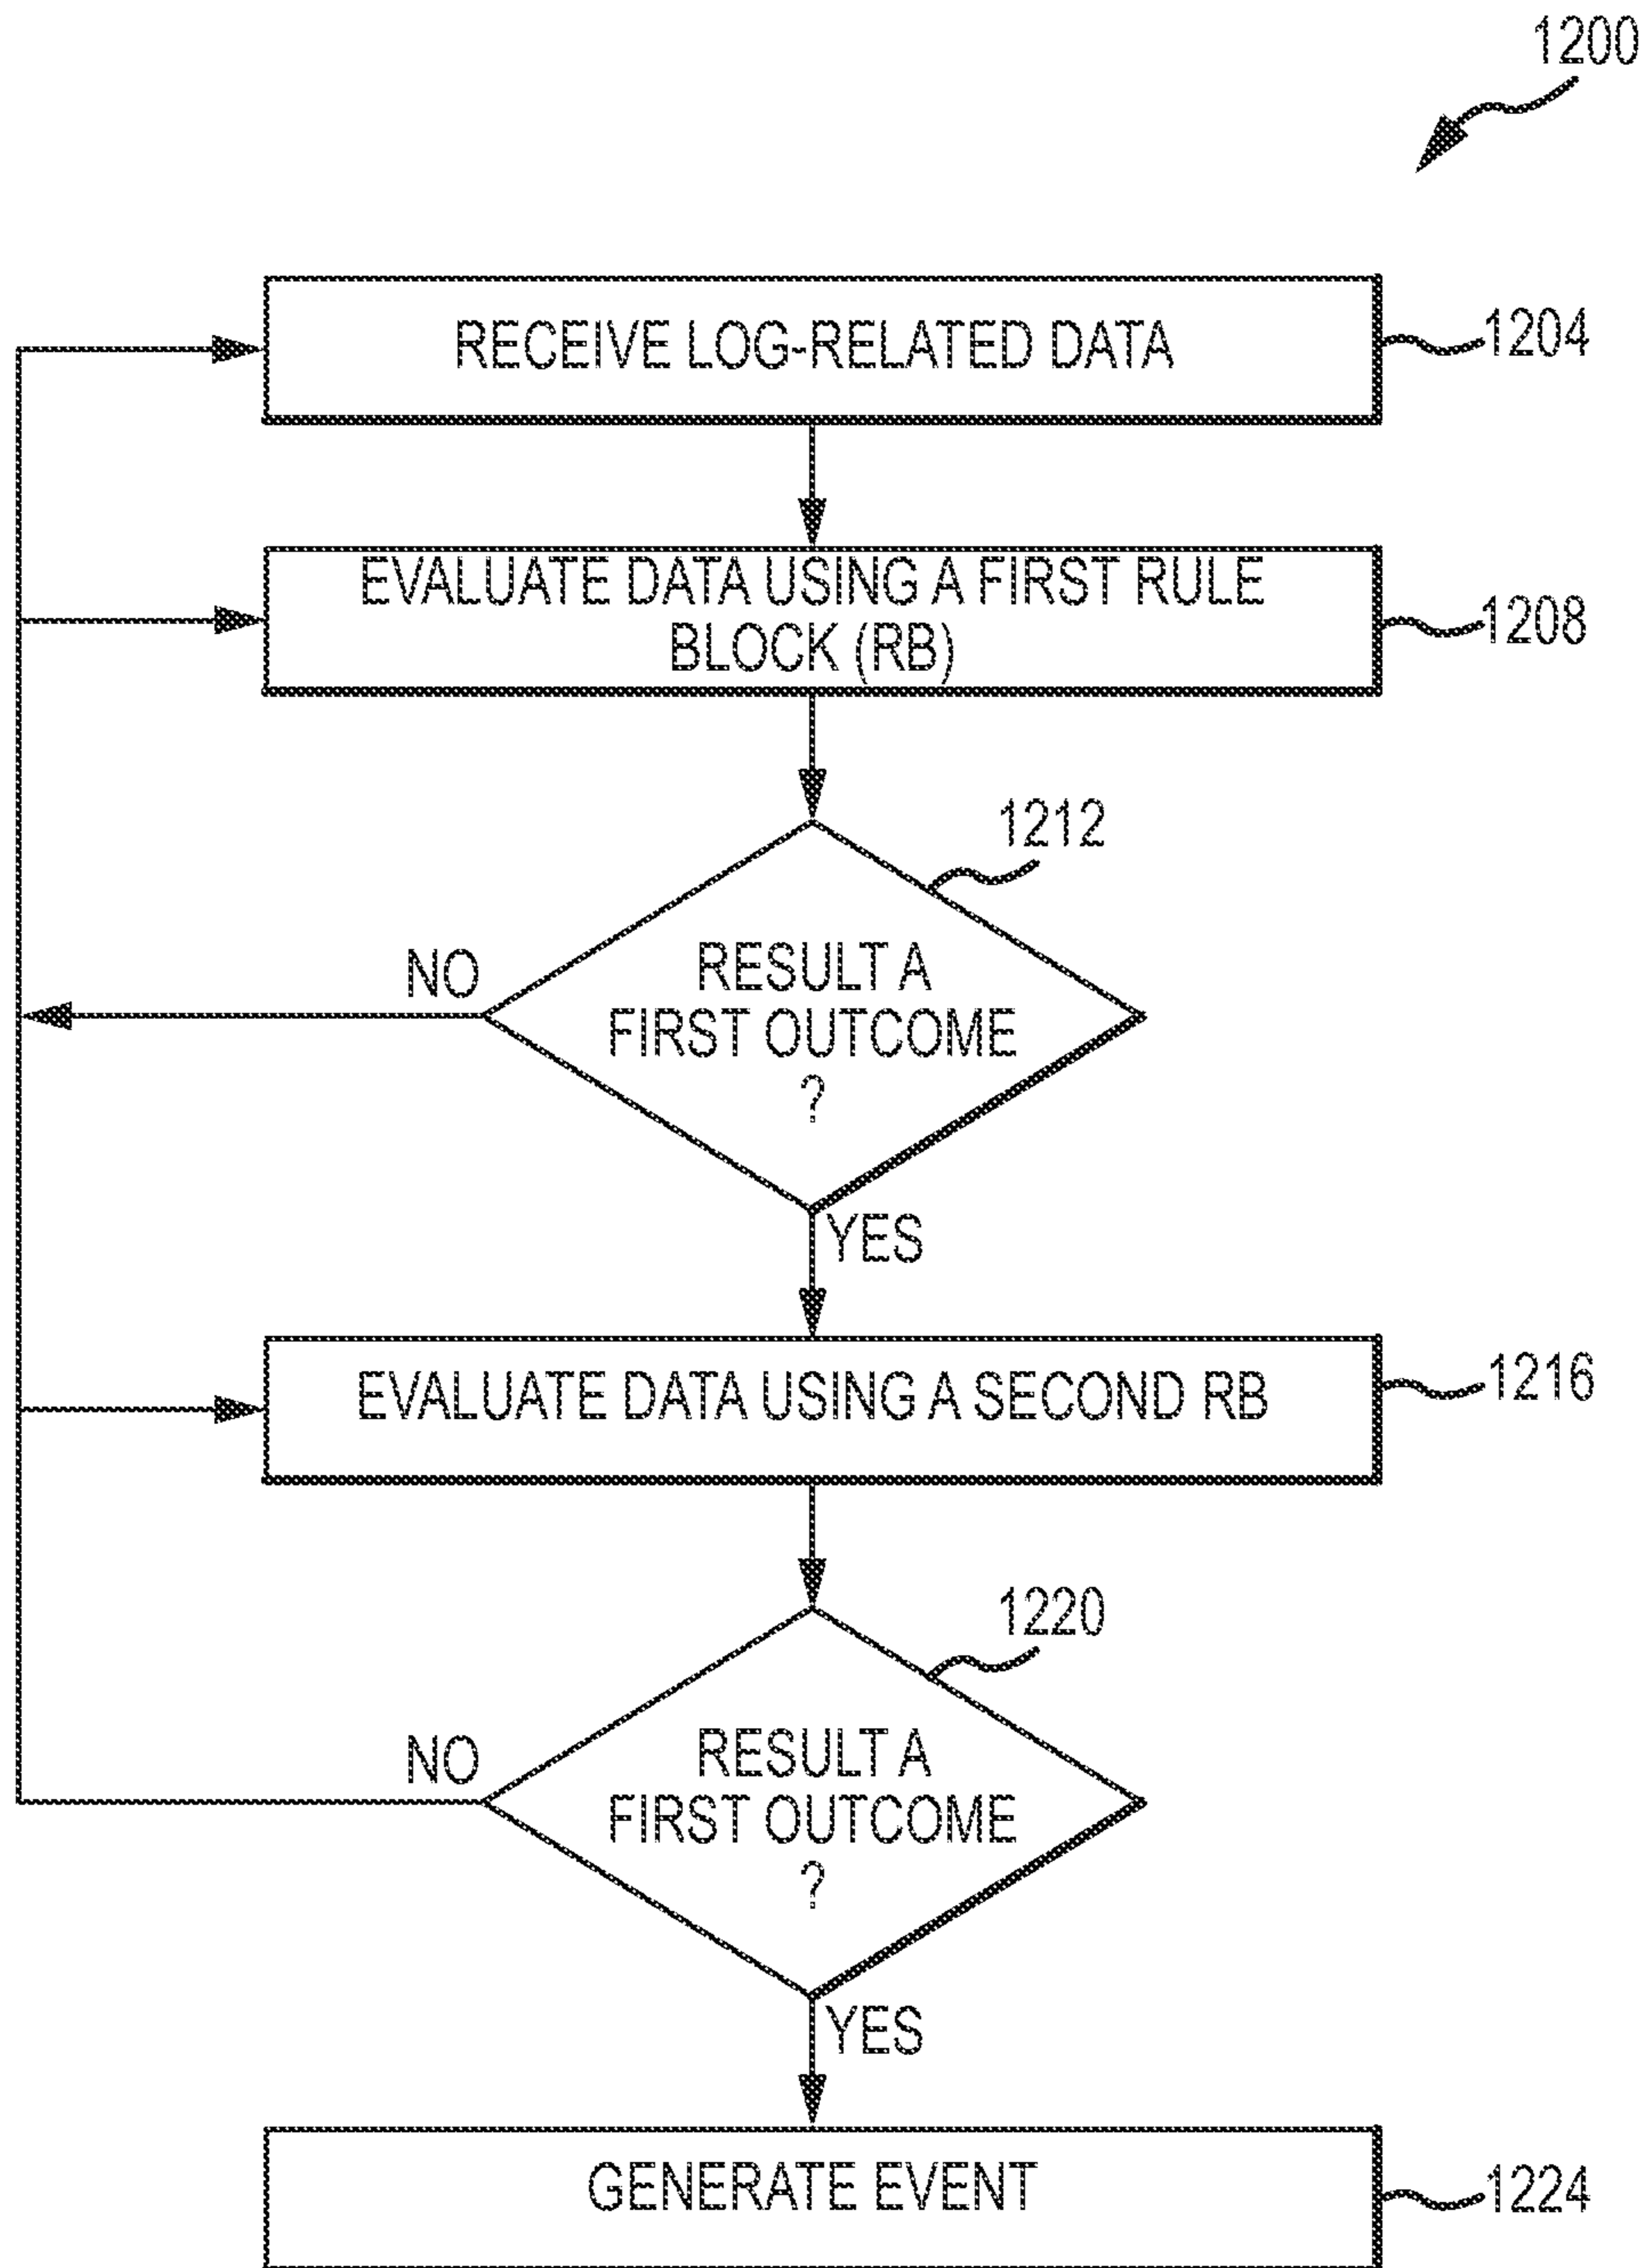 1200
RECEIVE LOG-RELATED DATA
1204
EVALUATE DATA USING A FIRST RULE
BLOCK (RB)
1208
1212
NO
RESULT A
FIRST OUTCOME
?
YES
EVALUATE DATA USING A SECOND RB
1216
1220
NO
RESULT A
FIRST OUTCOME
?
YES
GENERATE EVENT
1224